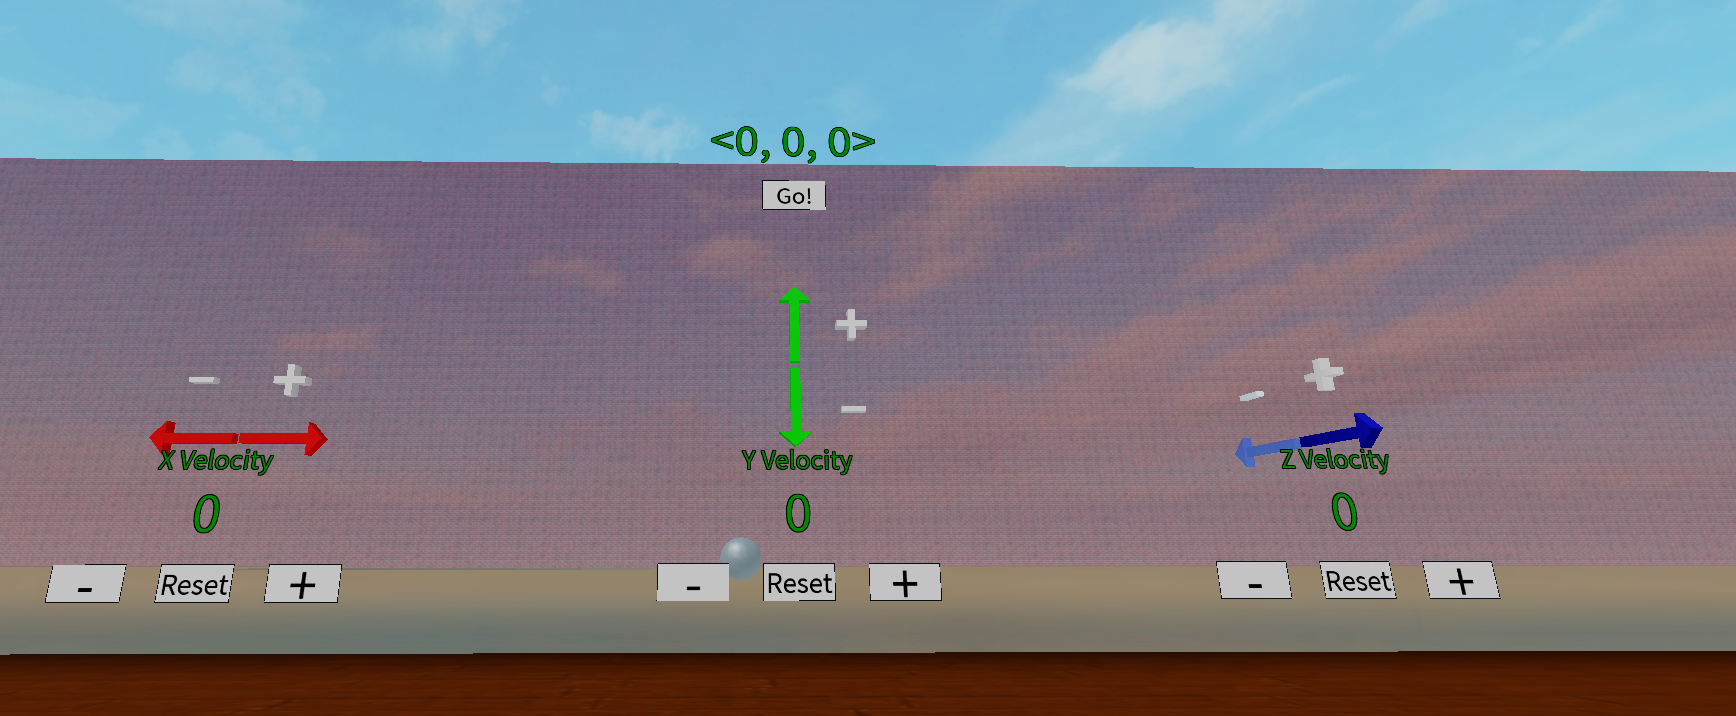 <0, 0, 0>
Go!
X Velocity
0
- Reset +
Y Velocity
0
- Reset +
Z Velocity
0
- Reset +